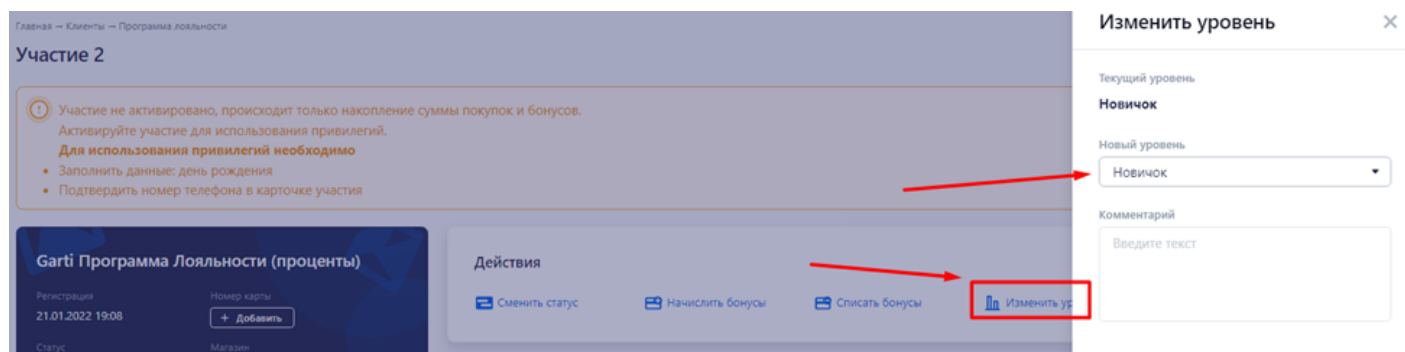 Главная — Клиенты — Программа лояльности
Участие 2
Участие не активировано, происходит только накопление суммы покупок и бонусов.
Активируйте участие для использования привилегий.
Для использования привилегий необходимо
• Заполнить данные: день рождения
• Подтвердить номер телефона в карточке участия
Garti Программа Лояльности (проценты)
Регистрация
21.01.2022 19:08
Номер карты
+ Добавить
Статус
Магазин
Действия
Сменить статус
Начислить бонусы
Списать бонусы
Изменить ур
Изменить уровень
Текущий уровень
Новичок
Новый уровень
Новичок
Комментарий
Введите текст